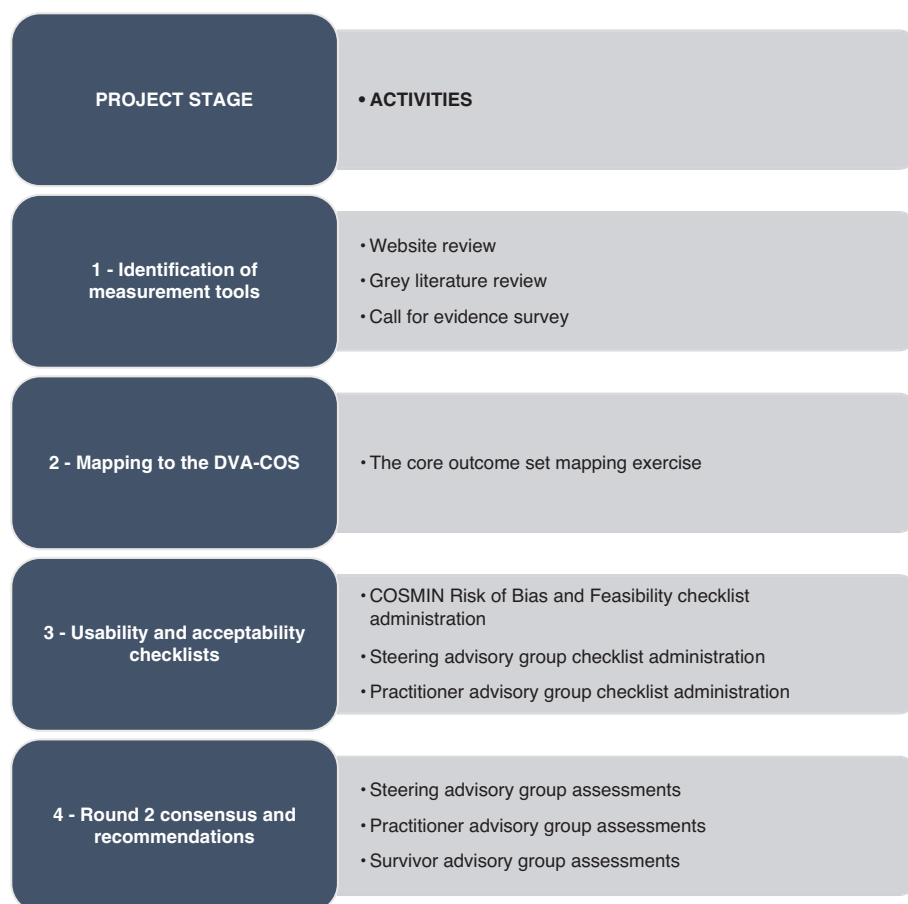 PROJECT STAGE
• ACTIVITIES
1 - Identification of
measurement tools
• Website review
• Grey literature review
• Call for evidence survey
2 - Mapping to the DVA-COS
• The core outcome set mapping exercise
3 - Usability and acceptability
checklists
• COSMIN Risk of Bias and Feasibility checklist
administration
• Steering advisory group checklist administration
• Practitioner advisory group checklist administration
4 - Round 2 consensus and
recommendations
• Steering advisory group assessments
• Practitioner advisory group assessments
• Survivor advisory group assessments